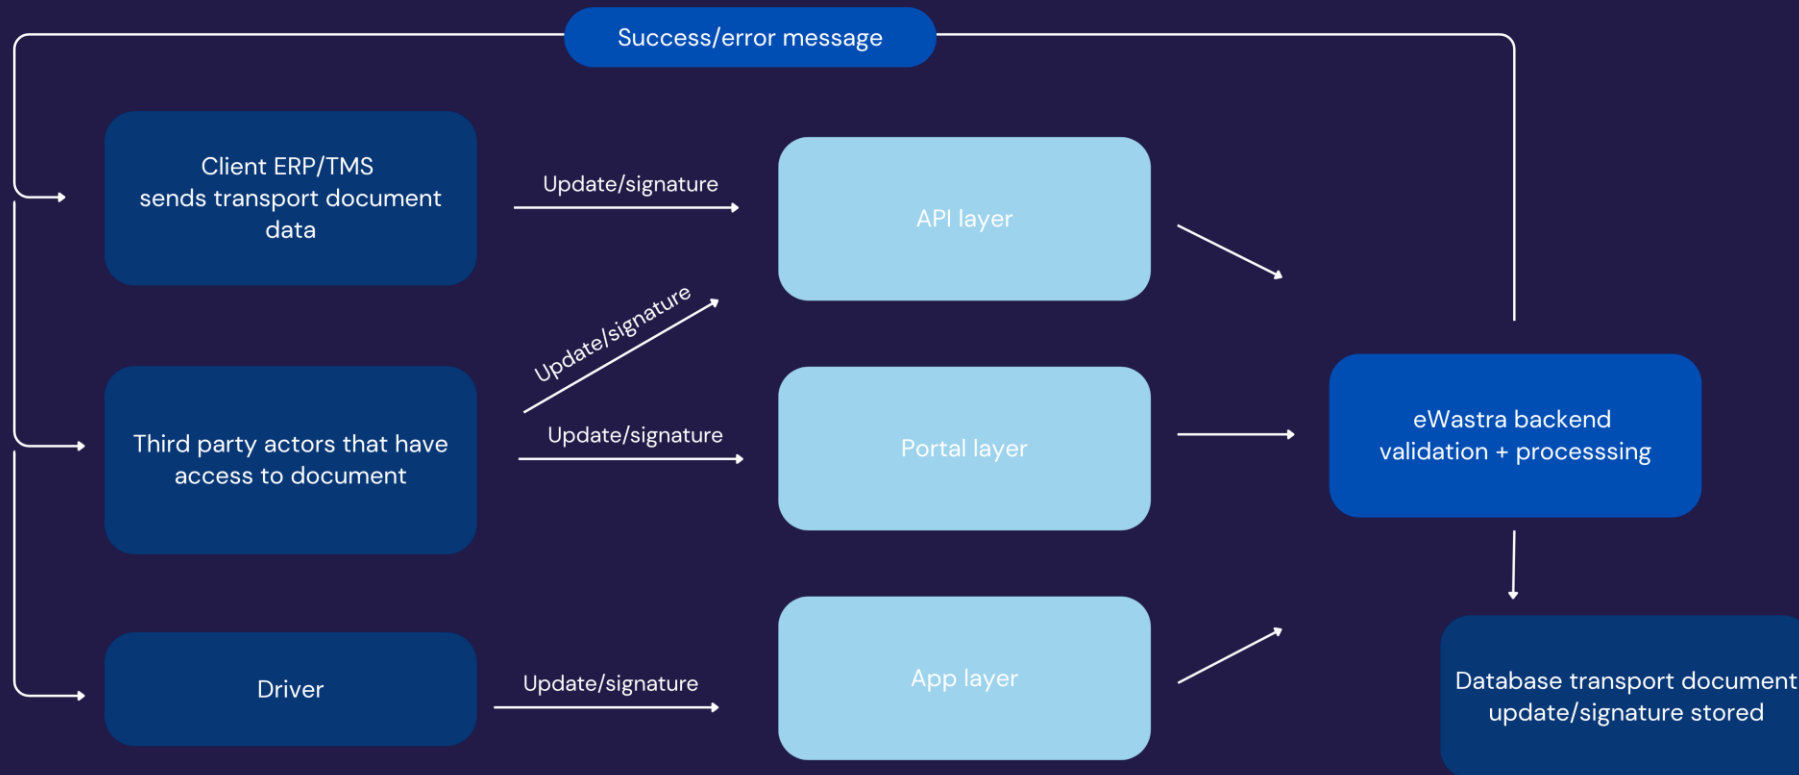 Success/error message
Client ERP/TMS
sends transport document
data
Update/signature
API layer
Update/signature
Third party actors that have
access to document
Update/signature
Portal layer
eWastra backend
validation + processsing
Driver
Update/signature
App layer
Database transport document
update/signature stored